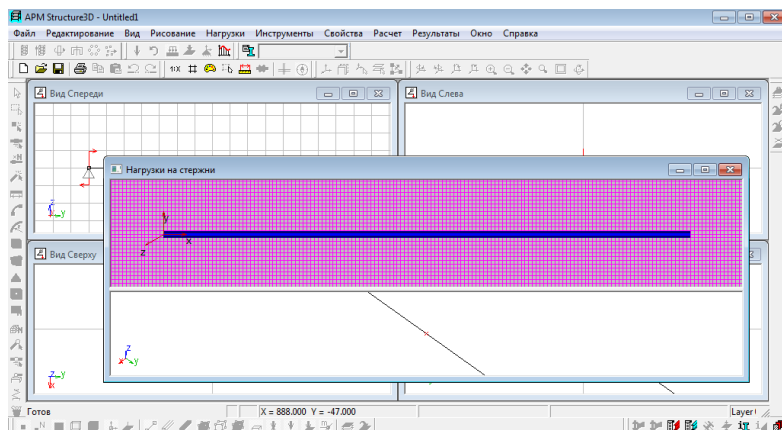 APM Structure3D - Untitled1
Файл Редактирование Вид Рисование Нагрузки Инструменты Свойства Расчет Результаты Окно Справка
Вид Спереди
Вид Слева
Нагрузки на стержни
y
x
z
z
y
Вид Сверху
z
y
x
z
y
x
Готов
X = 888.000 Y = -47.000
Layer